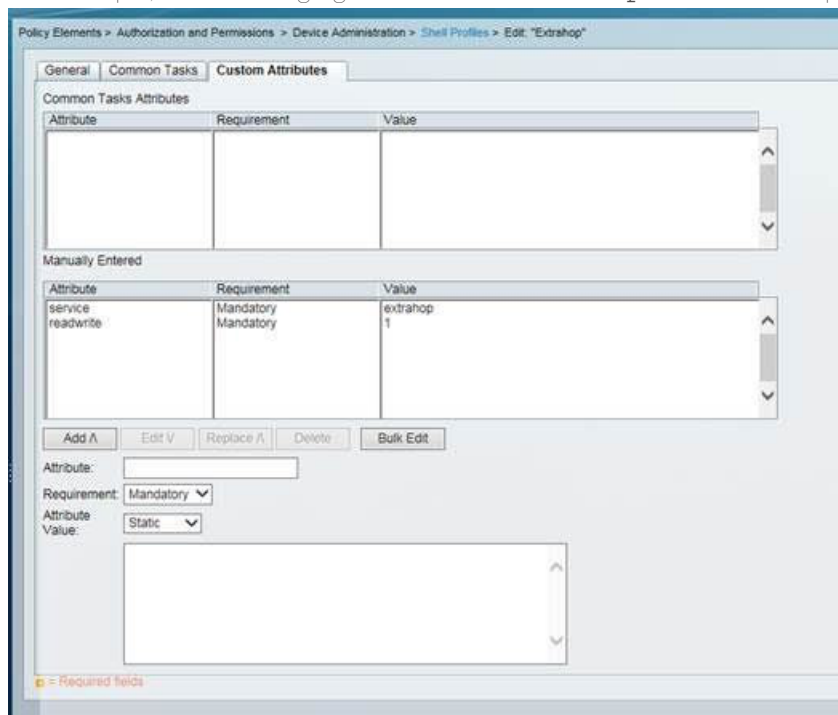 Policy Elements > Authorization and Permissions > Device Administration > Shell Profiles > Edit: "Extrahop"
General Common Tasks Custom Attributes
Common Tasks Attributes
Attribute Requirement Value
Manually Entered
Attribute Requirement Value
service Mandatory extrahop
readwrite Mandatory 1
Add Λ Edit V Replace Λ Delete Bulk Edit
Attribute:
Requirement: Mandatory
Attribute Value: Static
= Required fields